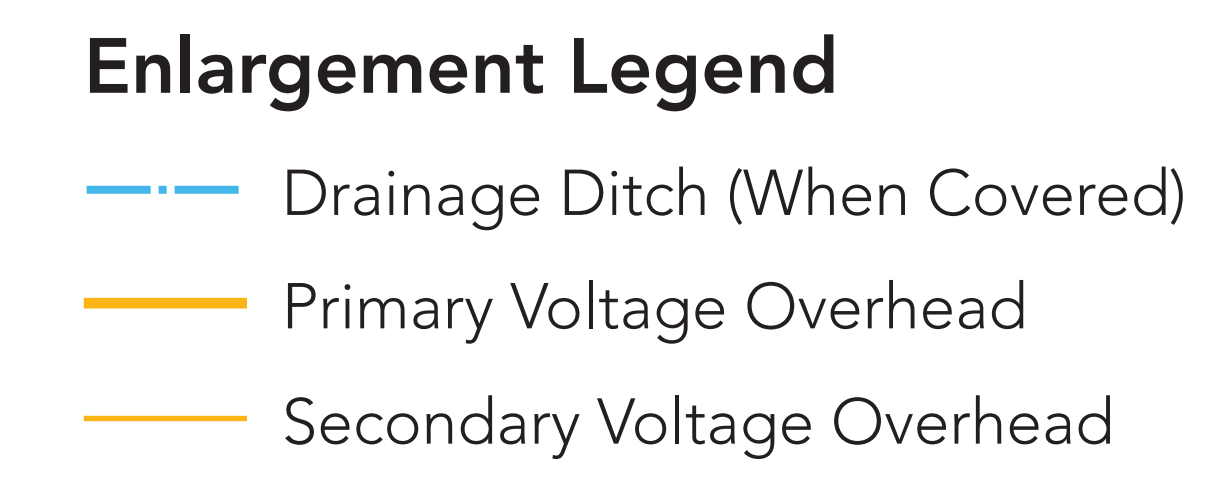 Enlargement Legend
Drainage Ditch (When Covered)
Primary Voltage Overhead
Secondary Voltage Overhead